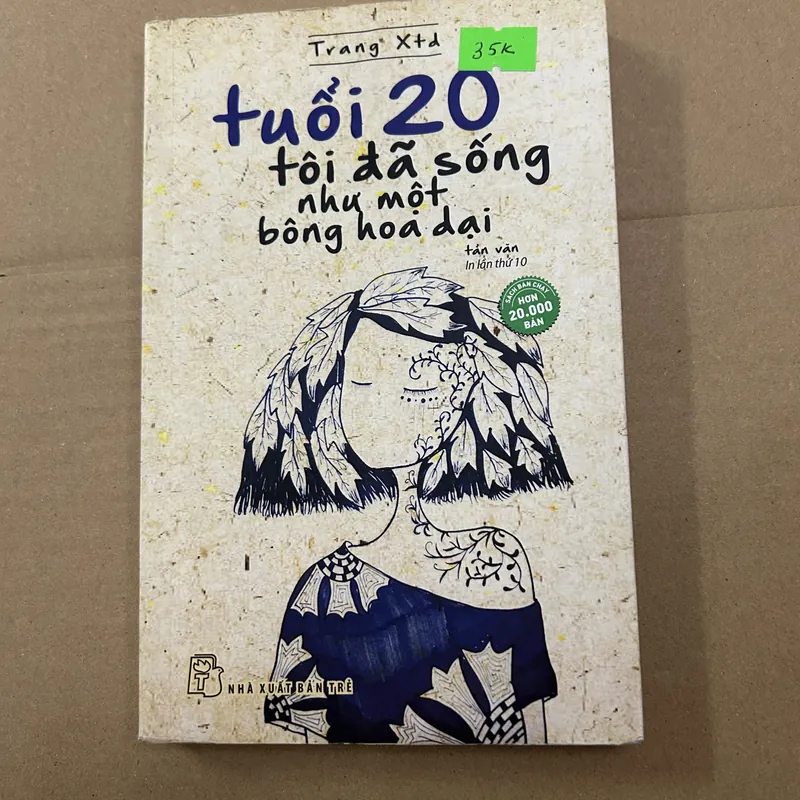 Trang Xtd
35K
tuổi 20
tôi đã sống
như một
bông hoa dại
tản văn
In lần thứ 10
SÁCH BÁN CHẠY
HƠN
20.000
BẢN
T
NHÀ XUẤT BẢN TRẺ